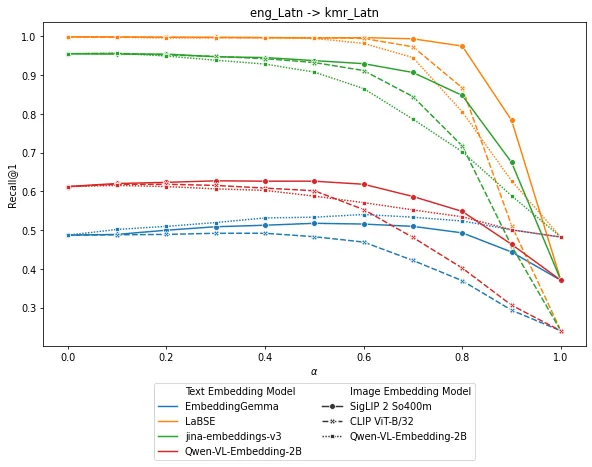 eng_Latn -> kmr_Latn
1.0
0.9
0.8
0.7
0.6
0.5
0.4
0.3
Recall@1
0.0 0.2 0.4 0.6 0.8 1.0
α
Text Embedding Model Image Embedding Model
EmbeddingGemma SigLIP 2 So400m
LaBSE CLIP ViT-B/32
jina-embeddings-v3 Qwen-VL-Embedding-2B
Qwen-VL-Embedding-2B